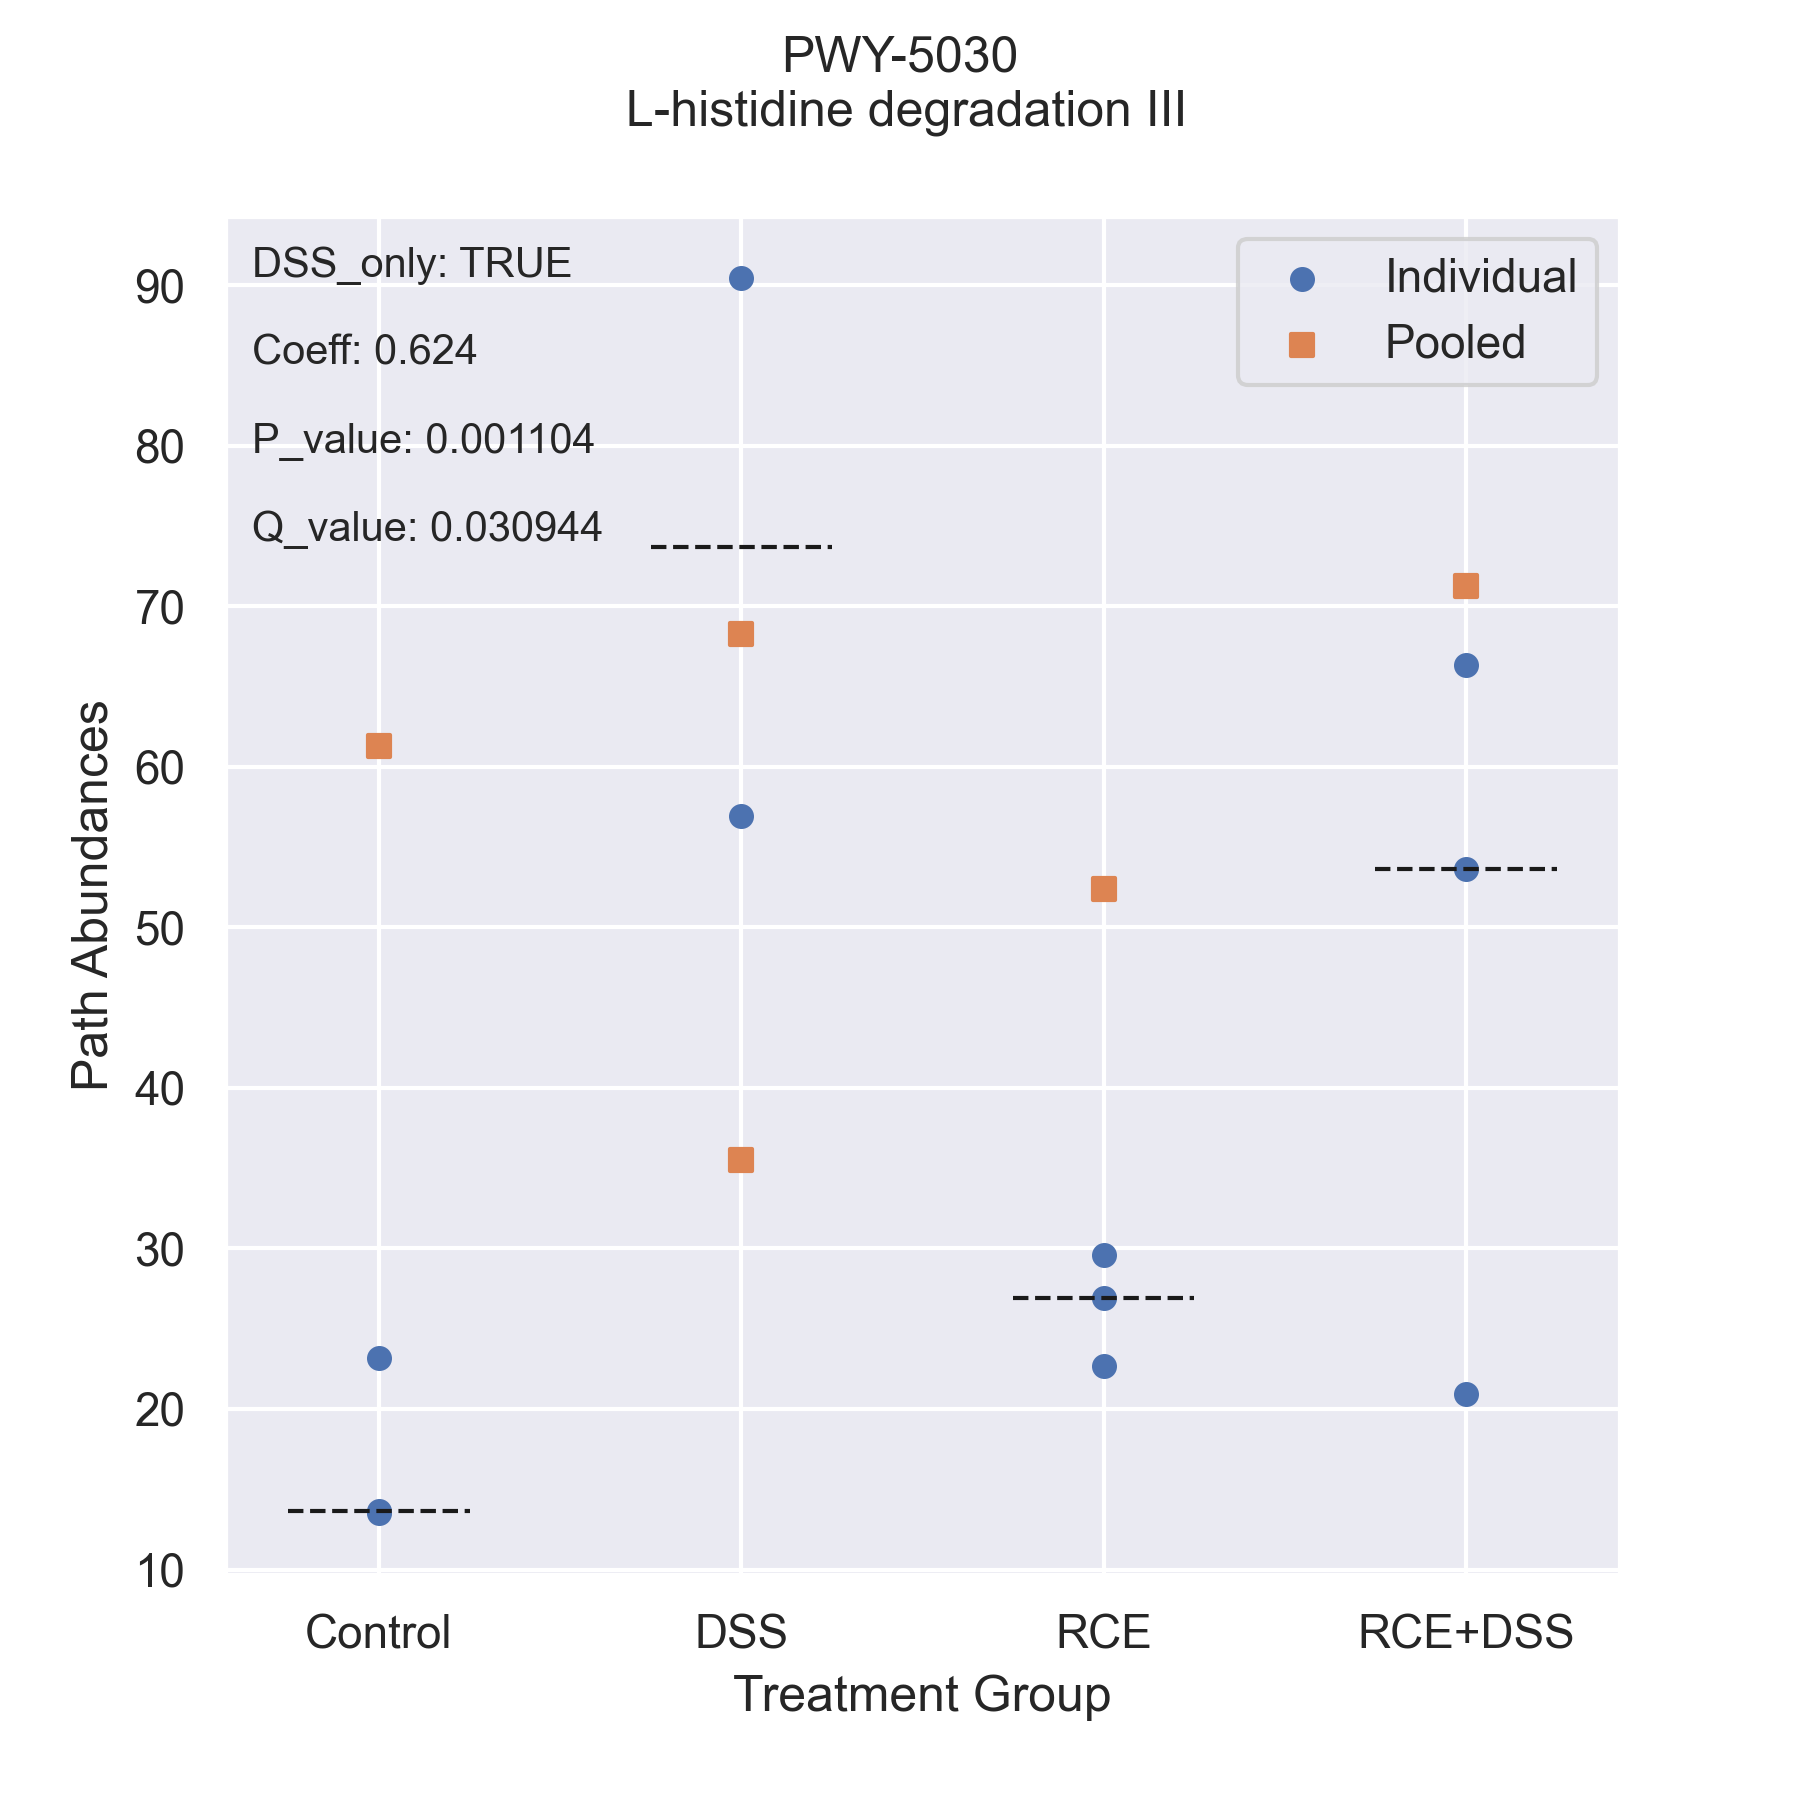 PWY-5030
L-histidine degradation III
DSS_only: TRUE
Coeff: 0.624
P_value: 0.001104
Q_value: 0.030944
Individual
Pooled
Path Abundances
90
80
70
60
50
40
30
20
10
Control
DSS
RCE
RCE+DSS
Treatment Group